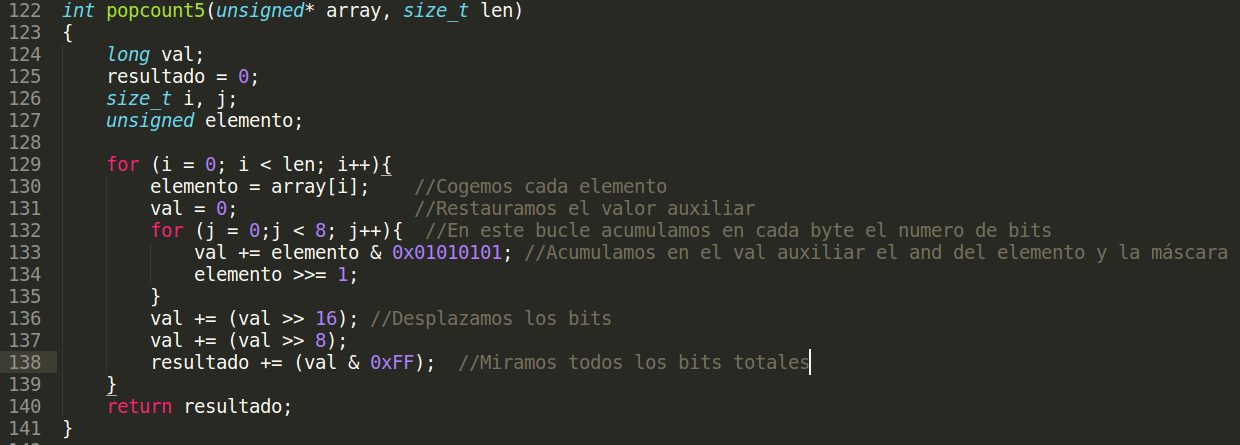 122 int popcount5(unsigned* array, size_t len)
123 {
124     long val;
125     resultado = 0;
126     size_t i, j;
127     unsigned elemento;
128
129     for (i = 0; i < len; i++){
130         elemento = array[i];    //Cogemos cada elemento
131         val = 0;                //Restauramos el valor auxiliar
132         for (j = 0;j < 8; j++){  //En este bucle acumulamos en cada byte el numero de bits
133             val += elemento & 0x01010101; //Acumulamos en el val auxiliar el and del elemento y la máscara
134             elemento >>= 1;
135         }
136         val += (val >> 16); //Desplazamos los bits
137         val += (val >> 8);
138         resultado += (val & 0xFF);  //Miramos todos los bits totales
139     }
140     return resultado;
141 }